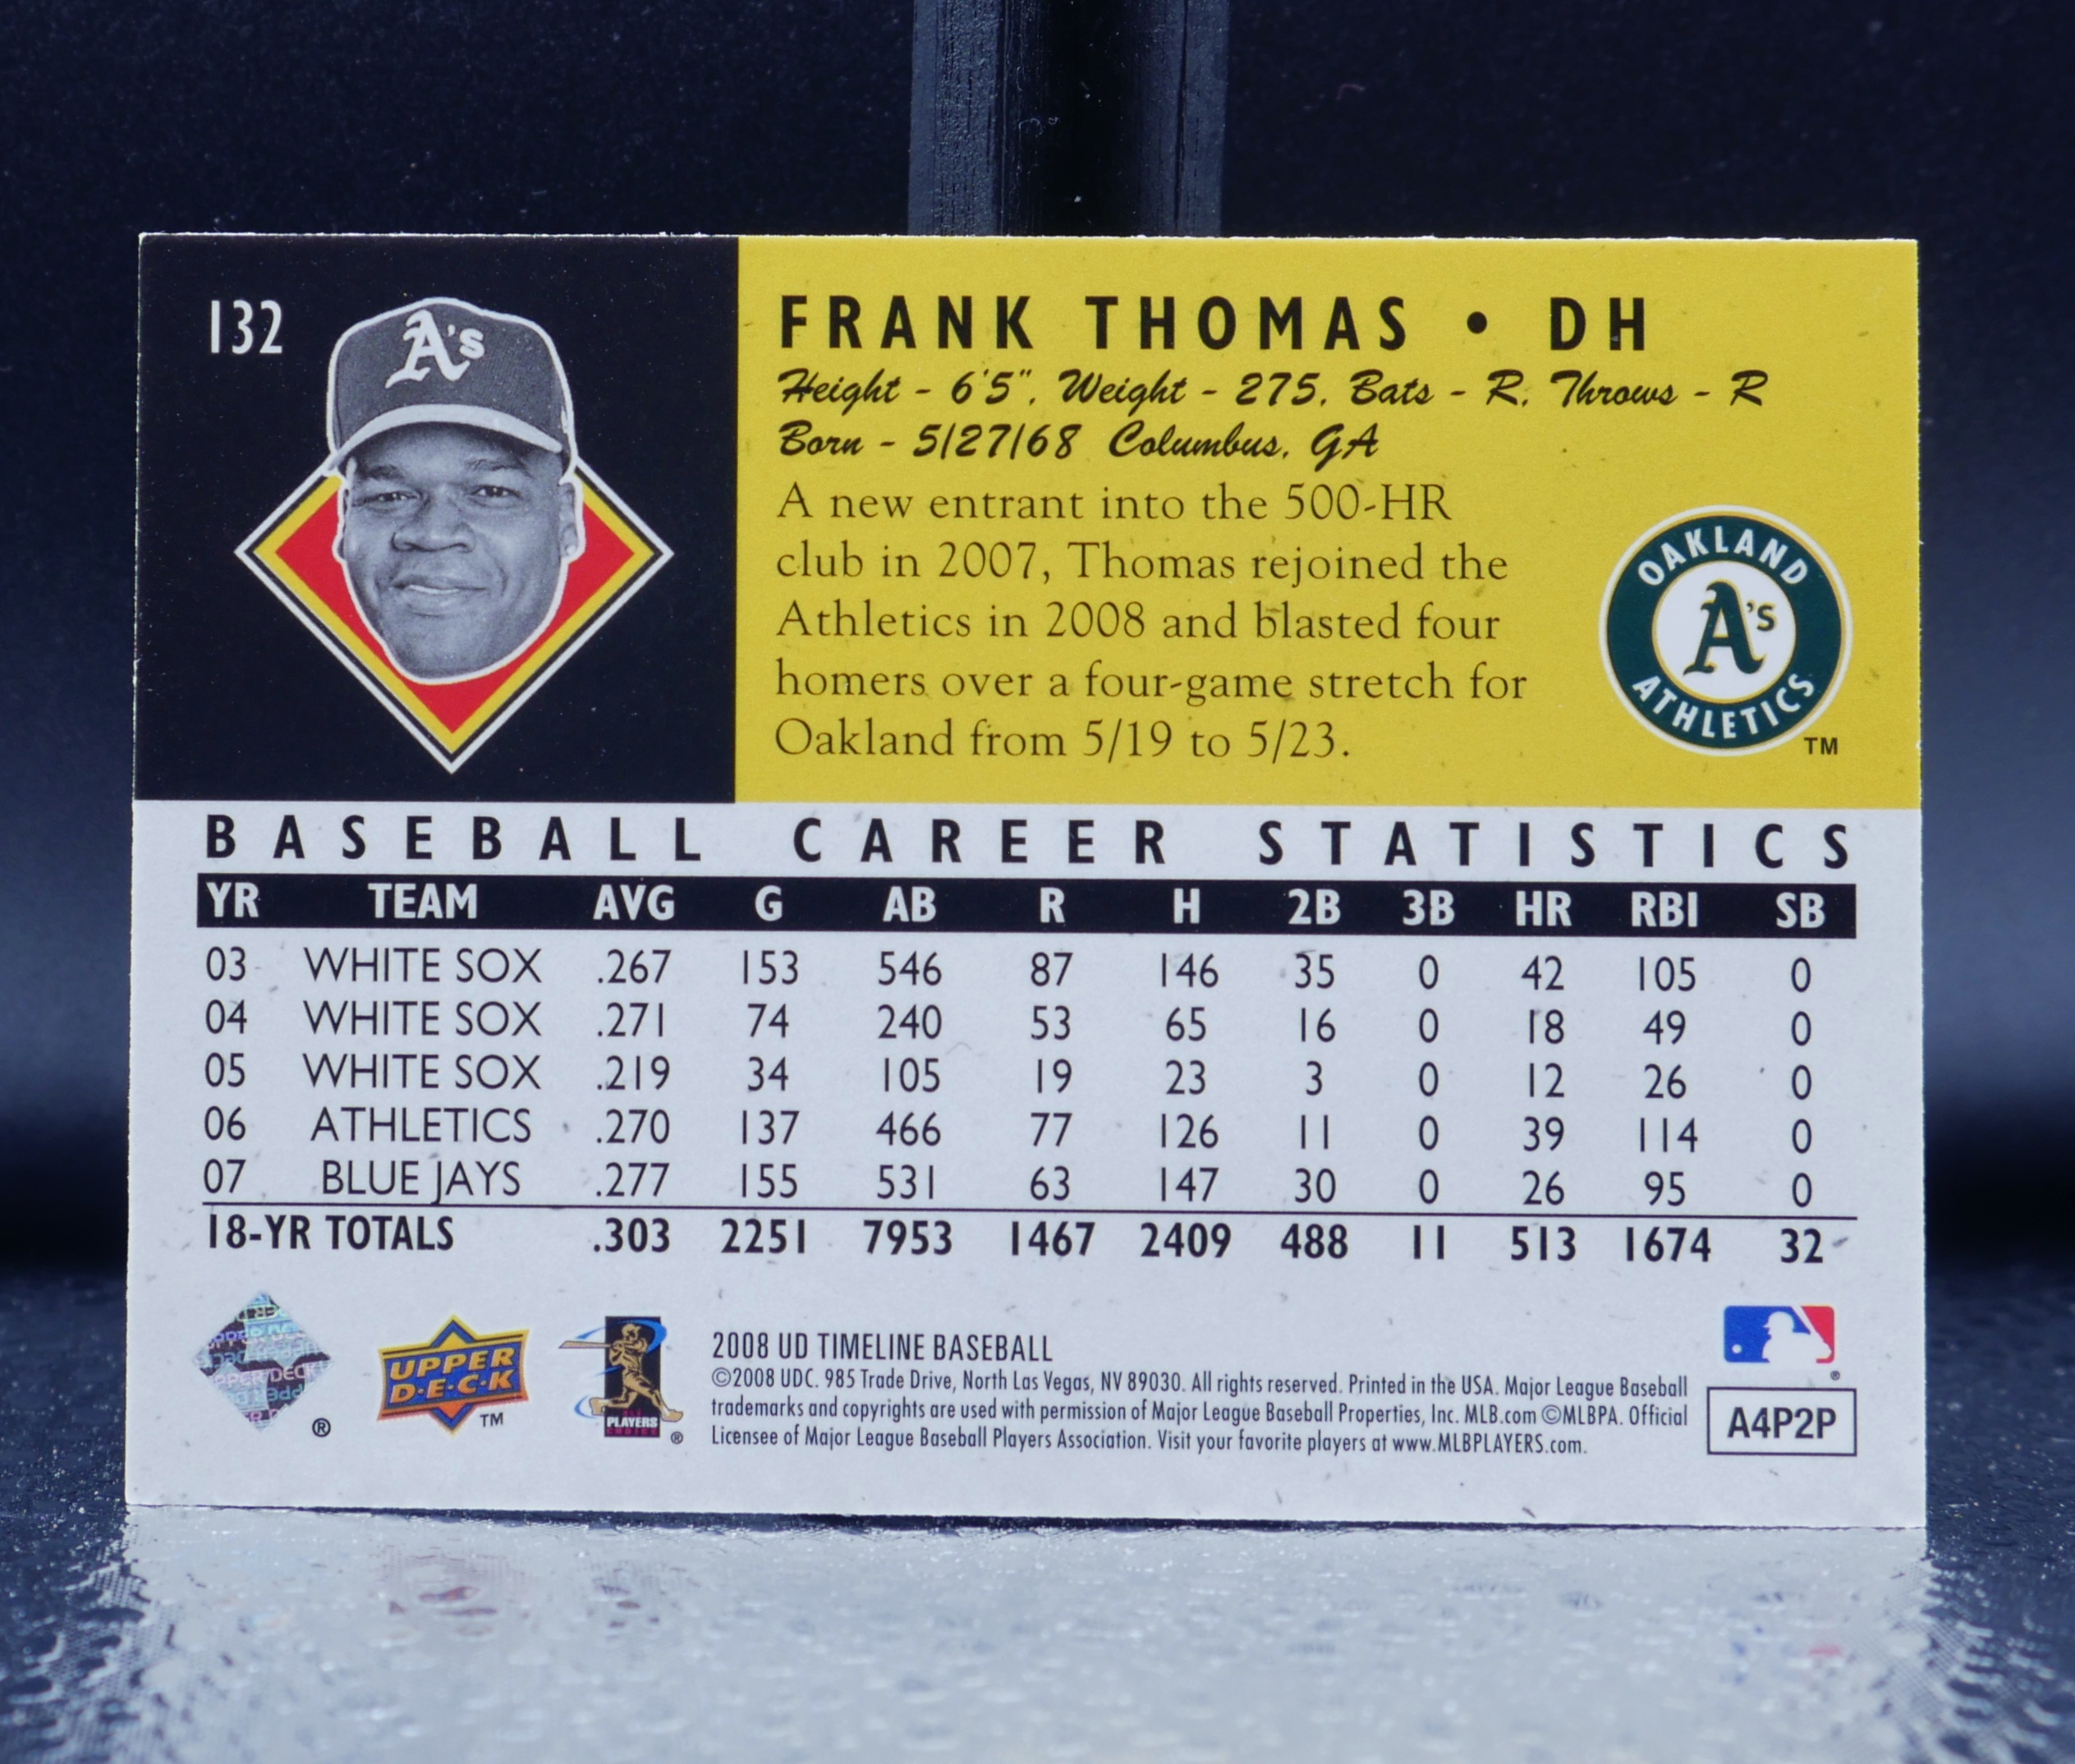 132
A's
FRANK THOMAS • DH
Height - 6'5", Weight - 275, Bats - R, Throws - R
Born - 5/27/68 Columbus, GA
A new entrant into the 500-HR
club in 2007, Thomas rejoined the
Athletics in 2008 and blasted four
homers over a four-game stretch for
Oakland from 5/19 to 5/23.
OAKLAND
A's
ATHLETICS
TM
BASEBALL CAREER STATISTICS
YR TEAM AVG G AB R H 2B 3B HR RBI SB
03 WHITE SOX .267 153 546 87 146 35 0 42 105 0
04 WHITE SOX .271 74 240 53 65 16 0 18 49 0
05 WHITE SOX .219 34 105 19 23 3 0 12 26 0
06 ATHLETICS .270 137 466 77 126 11 0 39 114 0
07 BLUE JAYS .277 155 531 63 147 30 0 26 95 0
18-YR TOTALS .303 2251 7953 1467 2409 488 11 513 1674 32
®
UPPER
D•E•C•K
TM
PLAYERS
CHOICE
®
2008 UD TIMELINE BASEBALL
©2008 UDC. 985 Trade Drive, North Las Vegas, NV 89030. All rights reserved. Printed in the USA. Major League Baseball
trademarks and copyrights are used with permission of Major League Baseball Properties, Inc. MLB.com ©MLBPA. Official
Licensee of Major League Baseball Players Association. Visit your favorite players at www.MLBPLAYERS.com.
®
A4P2P